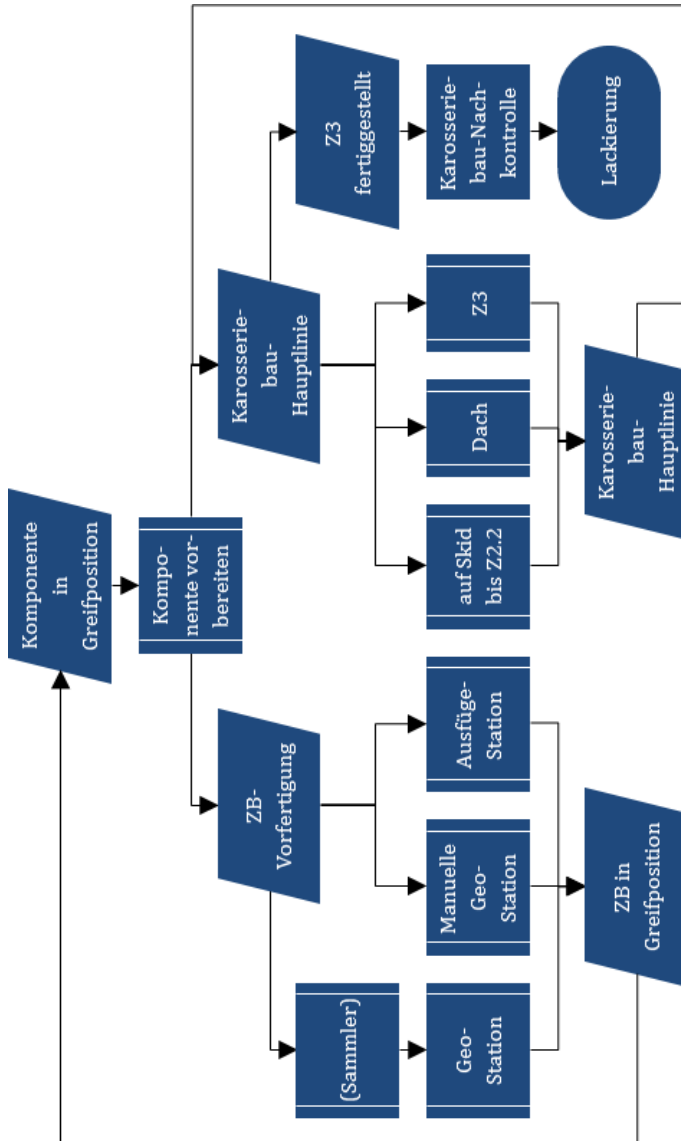 Komponente
in
Greifposition
Kompo-
nente vor-
bereiten
ZB-
Vorfertigung
Karosserie-
bau-
Hauptlinie
(Sammler)
Z3
fertiggestellt
Geo-
Station
Manuelle
Geo-
Station
Ausfüge-
Station
auf Skid
bis Z2.2
Dach
Z3
Karosserie-
bau-Nach-
kontrolle
ZB in
Greifposition
Karosserie-
bau-
Hauptlinie
Lackierung